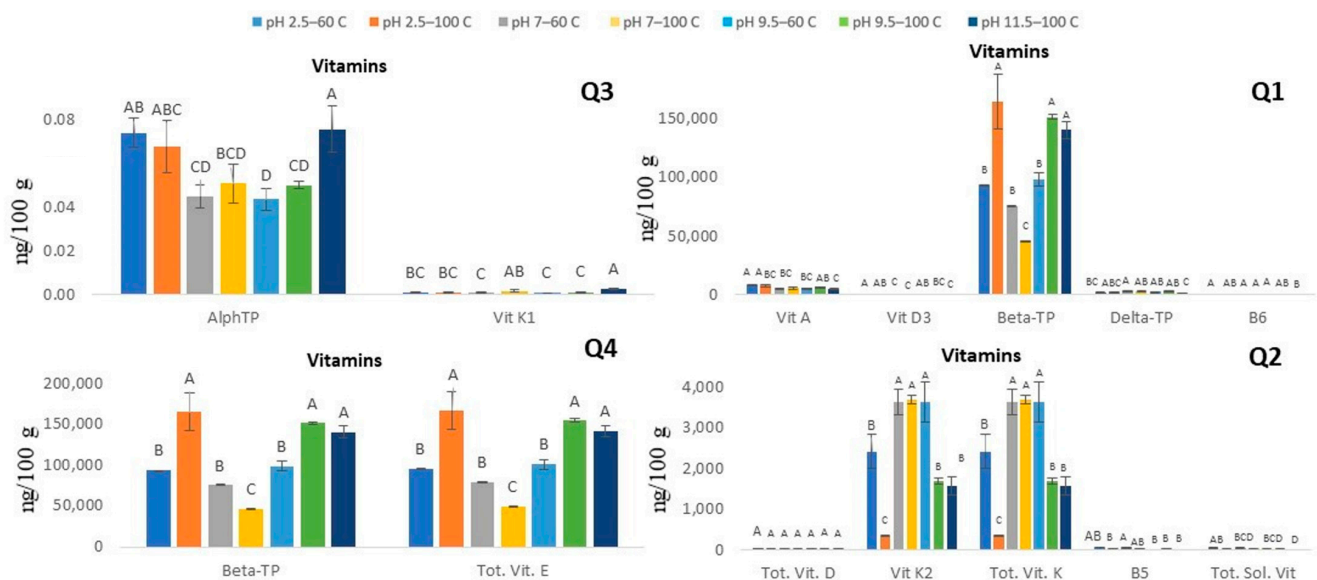 pH 2.5–60 C pH 2.5–100 C pH 7–60 C pH 7–100 C pH 9.5–60 C pH 9.5–100 C pH 11.5–100 C
Vitamins
Q3
ng/100 g
0.08
0.04
0.02
0.00
AB ABC CD BCD D CD A
BC BC C AB C C A
AlphTP Vit K1
Vitamins
Q1
ng/100 g
150,000
100,000
50,000
0
A A BC BC BC AB C
A AB C C AB BC C
B A B C B A A
BC AB BC A AB AB AB C
A AB A A A AB B
Vit A Vit D3 Beta-TP Delta-TP B6
Vitamins
Q4
ng/100 g
200,000
150,000
100,000
50,000
0
B A B C B A A
B A B C B A A
Beta-TP Tot. Vit. E
Vitamins
Q2
ng/100 g
4,000
3,000
2,000
1,000
0
A A A A A A A
B C A A A B B
B C A A A B B
AB B A AB B B B
AB C BCD BCD D
Tot. Vit. D Vit K2 Tot. Vit. K B5 Tot. Sol. Vit